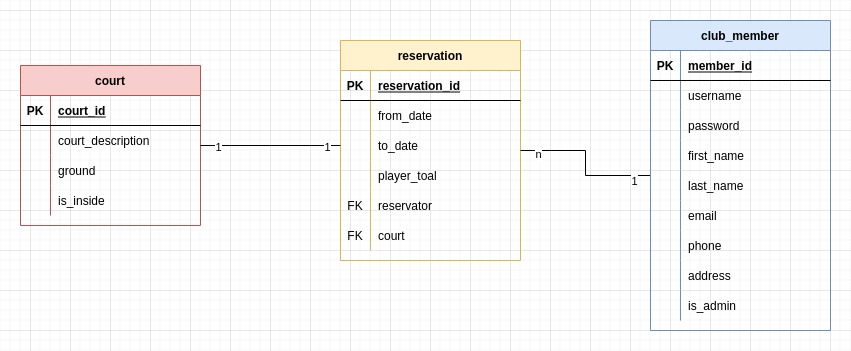 court
PK court_id
court_description
ground
is_inside
1
1
reservation
PK reservation_id
from_date
to_date
player_toal
FK reservator
FK court
n
1
club_member
PK member_id
username
password
first_name
last_name
email
phone
address
is_admin